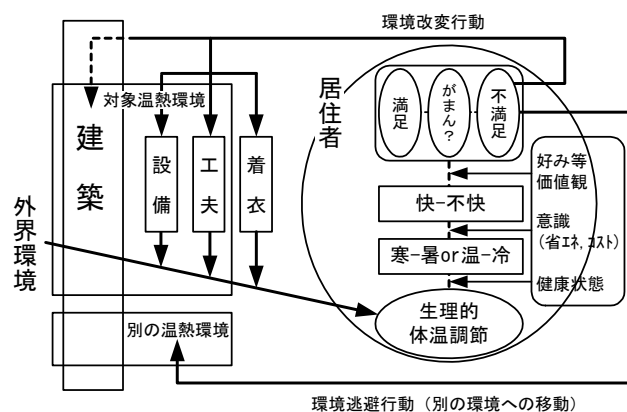 環境改変行動
対象温熱環境
建築
設備
工夫
着衣
外界環境
居住者
満足
がまん?
不満足
好み等
価値観
快−不快
意識
(省エネ,コスト)
寒−暑or温−冷
健康状態
生理的
体温調節
別の温熱環境
環境逃避行動（別の環境への移動）